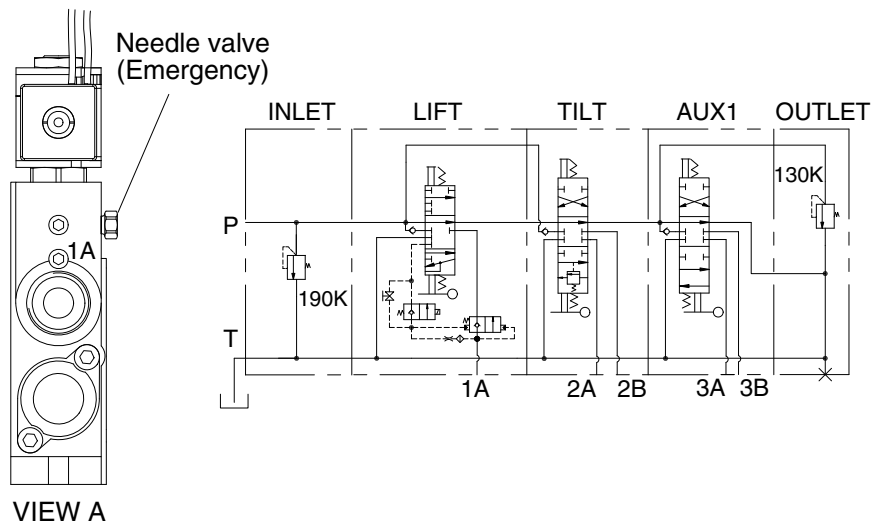 Needle valve
(Emergency)
1A
VIEW A
INLET LIFT TILT AUX1 OUTLET
130K
P
190K
T
1A 2A 2B 3A 3B